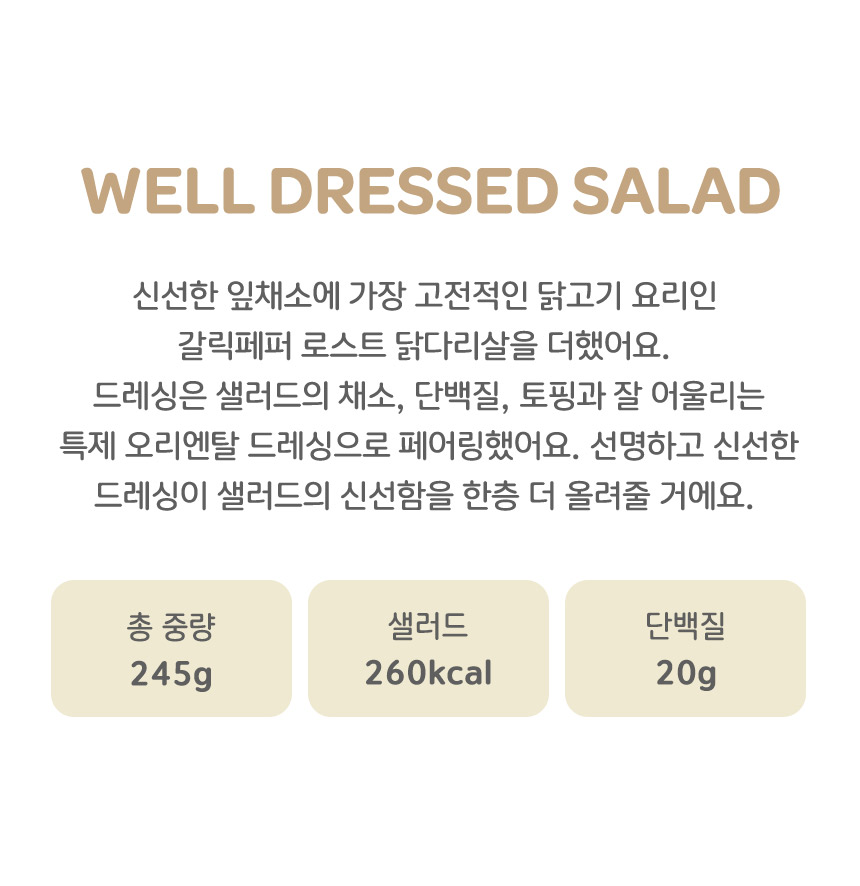 WELL DRESSED SALAD
신선한 잎채소에 가장 고전적인 닭고기 요리인
갈릭페퍼 로스트 닭다리살을 더했어요.
드레싱은 샐러드의 채소, 단백질, 토핑과 잘 어울리는
특제 오리엔탈 드레싱으로 페어링했어요. 선명하고 신선한
드레싱이 샐러드의 신선함을 한층 더 올려줄 거에요.
총 중량
245g
샐러드
260kcal
단백질
20g